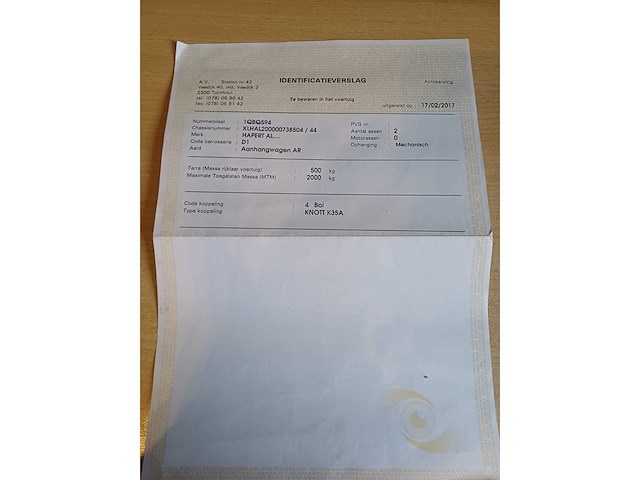 A.V. Station nr 42
Veedijk 40, Ind. Veedijk 2
2300 Turnhout
tel: (078) 05 80 42
fax: (078) 05 81 42
IDENTIFICATIEVERSLAG
Te bewaren in het voertuig
Autokeuring
uitgereikt op : 17/02/2017
Nummerplaat : 1QBQ594
Chassisnummer : XLHAL200000738504 / 44
Merk : HAPERT AL...
Code carrosserie : D1
Aard : Aanhangwagen AR
PVG nr. :
Aantal assen : 2
Motorassen : 0
Ophanging : Mechanisch
Tarra (Massa rijklaar voertuig) : 500 kg
Maximale Toegelaten Massa (MTM) : 2000 kg
Code koppeling : 4 Bol
Type koppeling : KNOTT K35A